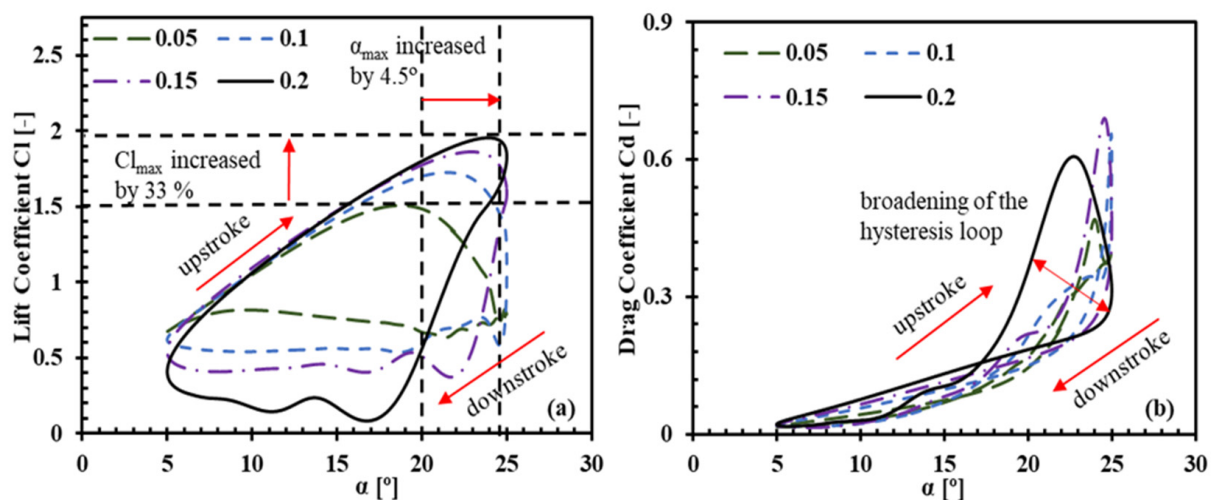 3
2.5
2
1.5
1
0.5
0
0 5 10 15 20 25 30
Lift Coefficient Cl [-]
α [º]
0.05 0.1
0.15 0.2
αmax increased
by 4.5º
Clmax increased
by 33 %
upstroke
downstroke
(a)
0.9
0.6
0.3
0
0 5 10 15 20 25 30
Drag Coefficient Cd [-]
α [º]
0.05 0.1
0.15 0.2
broadening of the
hysteresis loop
upstroke
downstroke
(b)